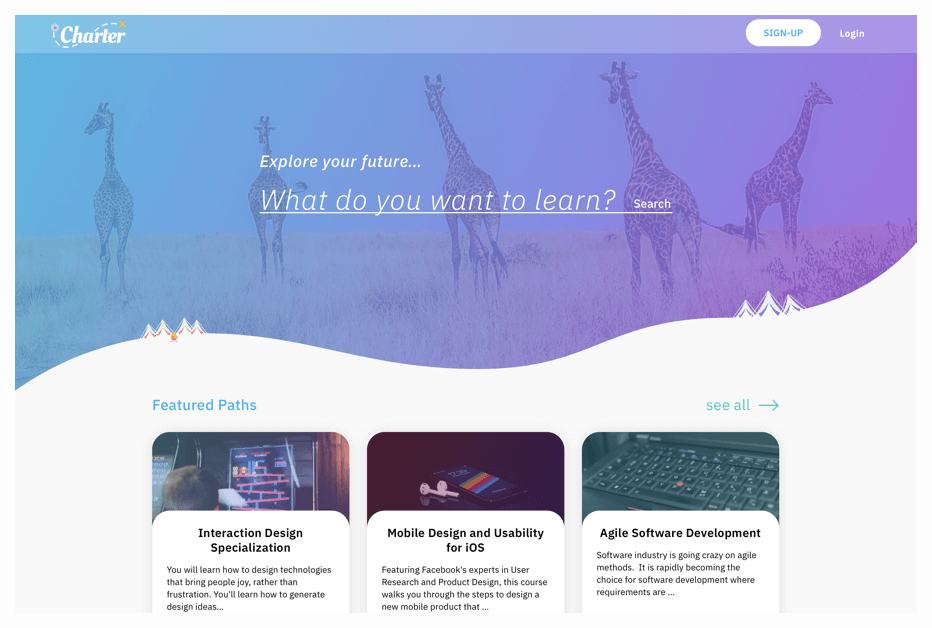 Charter
SIGN-UP
Login
Explore your future...
What do you want to learn?
Search
Featured Paths
see all
Interaction Design
Specialization
You will learn how to design technologies
that bring people joy, rather than
frustration. You'll learn how to generate
design ideas...
Mobile Design and Usability
for iOS
Featuring Facebook's experts in User
Research and Product Design, this course
walks you through the steps to design a
new mobile product that ...
Agile Software Development
Software industry is going crazy on agile
methods.  It is rapidly becoming the
choice for software development where
requirements are ...